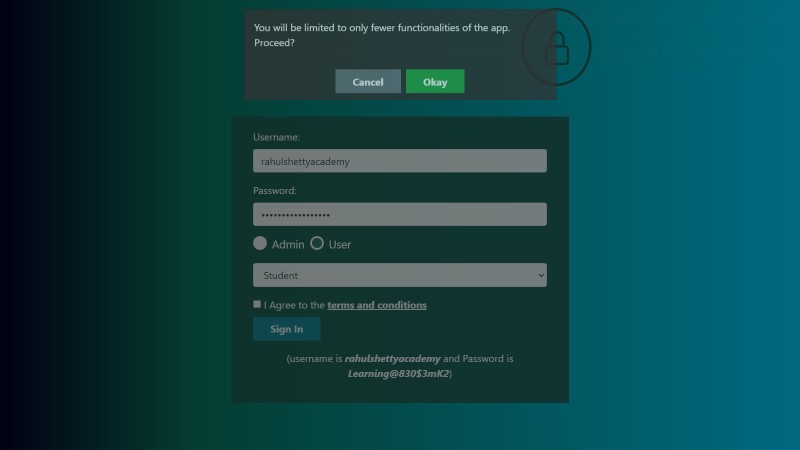 You will be limited to only fewer functionalities of the app.
Proceed?
Cancel Okay
Username:
rahulshettyacademy
Password:
•••••••••••••••••
Admin User
Student
I Agree to the terms and conditions
Sign In
(username is rahulshettyacademy and Password is
Learning@830$3mK2)